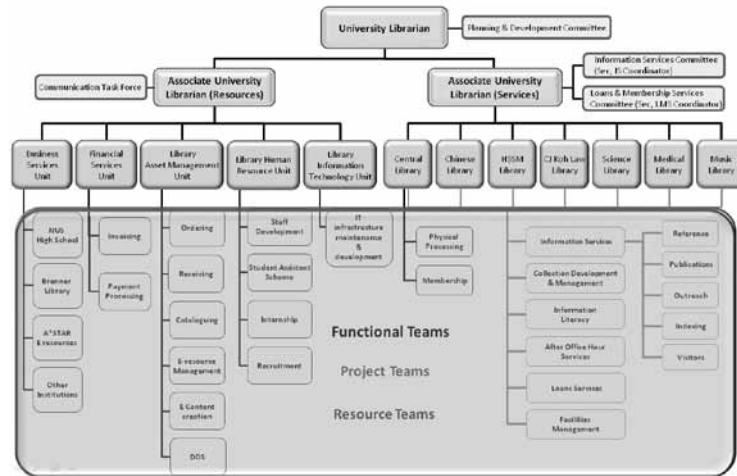 University Librarian
Planning & Development Committee
Communication Task Force
Associate University
Librarian (Resources)
Associate University
Librarian (Services)
Information Services Committee
(Sec, IS Coordinator)
Loans & Membership Services
Committee (Sec, LMS Coordinator)
Business
Services
Unit
Financial
Services
Unit
Library
Asset Management
Unit
Library Human
Resource Unit
Library
Information
Technology Unit
Central
Library
Chinese
Library
HSSM
Library
CJ Koh Law
Library
Science
Library
Medical
Library
Music
Library
NUS
High School
Brenner
Library
A*STAR
E resources
Other
Institutions
Invoicing
Payment
Processing
Ordering
Receiving
Cataloguing
E-resource
Management
E Content
creation
DDS
Staff
Development
Student Assistant
Scheme
Internship
Recruitment
IT
infrastructure
maintenance
&
development
Physical
Processing
Membership
Information Services
Collection Development
& Management
Information
Literacy
After Office Hour
Services
Loans Services
Facilities
Management
Reference
Publications
Outreach
Indexing
Visitors
Functional Teams
Project Teams
Resource Teams